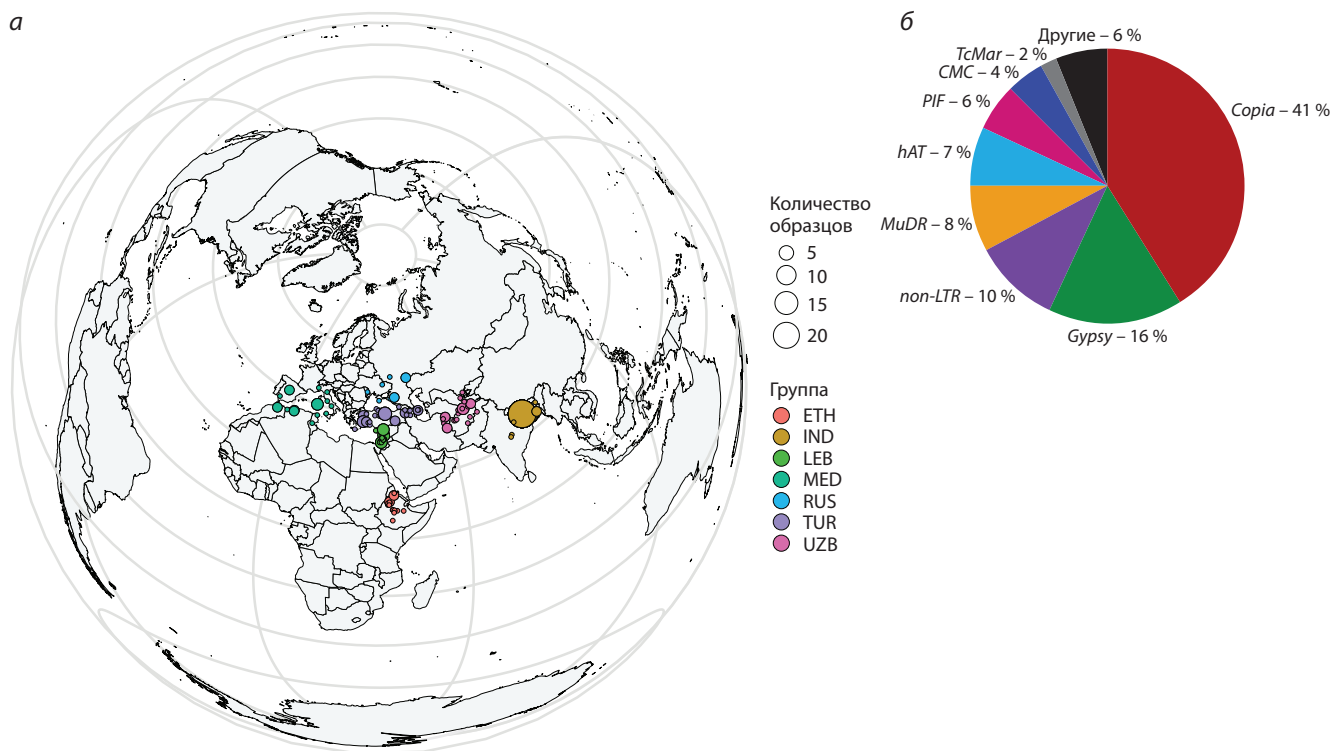 а
Количество
образцов
5
10
15
20
Группа
ETH
IND
LEB
MED
RUS
TUR
UZB
б
Другие – 6 %
TcMar – 2 %
CMC – 4 %
PIF – 6 %
hAT – 7 %
MuDR – 8 %
non-LTR – 10 %
Gypsy – 16 %
Copia – 41 %